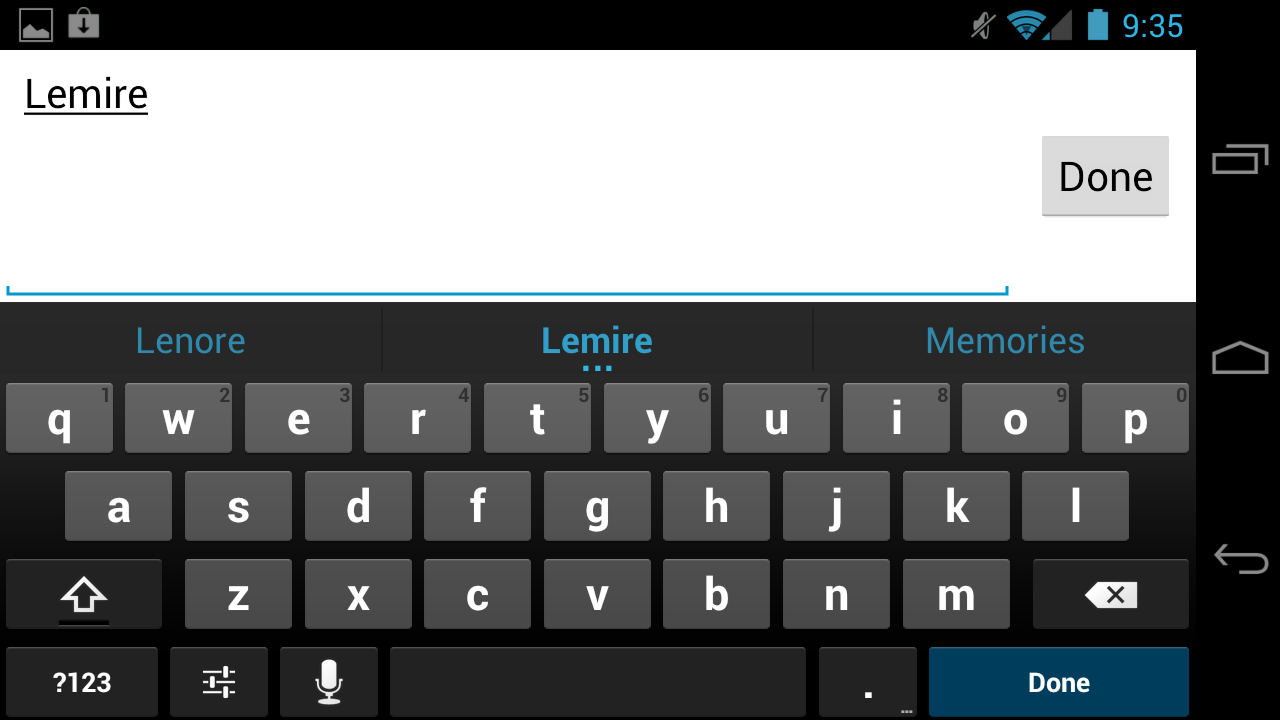 9:35
Lemire
Done
Lenore Lemire Memories
q 1 w 2 e 3 r 4 t 5 y 6 u 7 i 8 o 9 p 0
a s d f g h j k l
z x c v b n m
?123 . ... Done